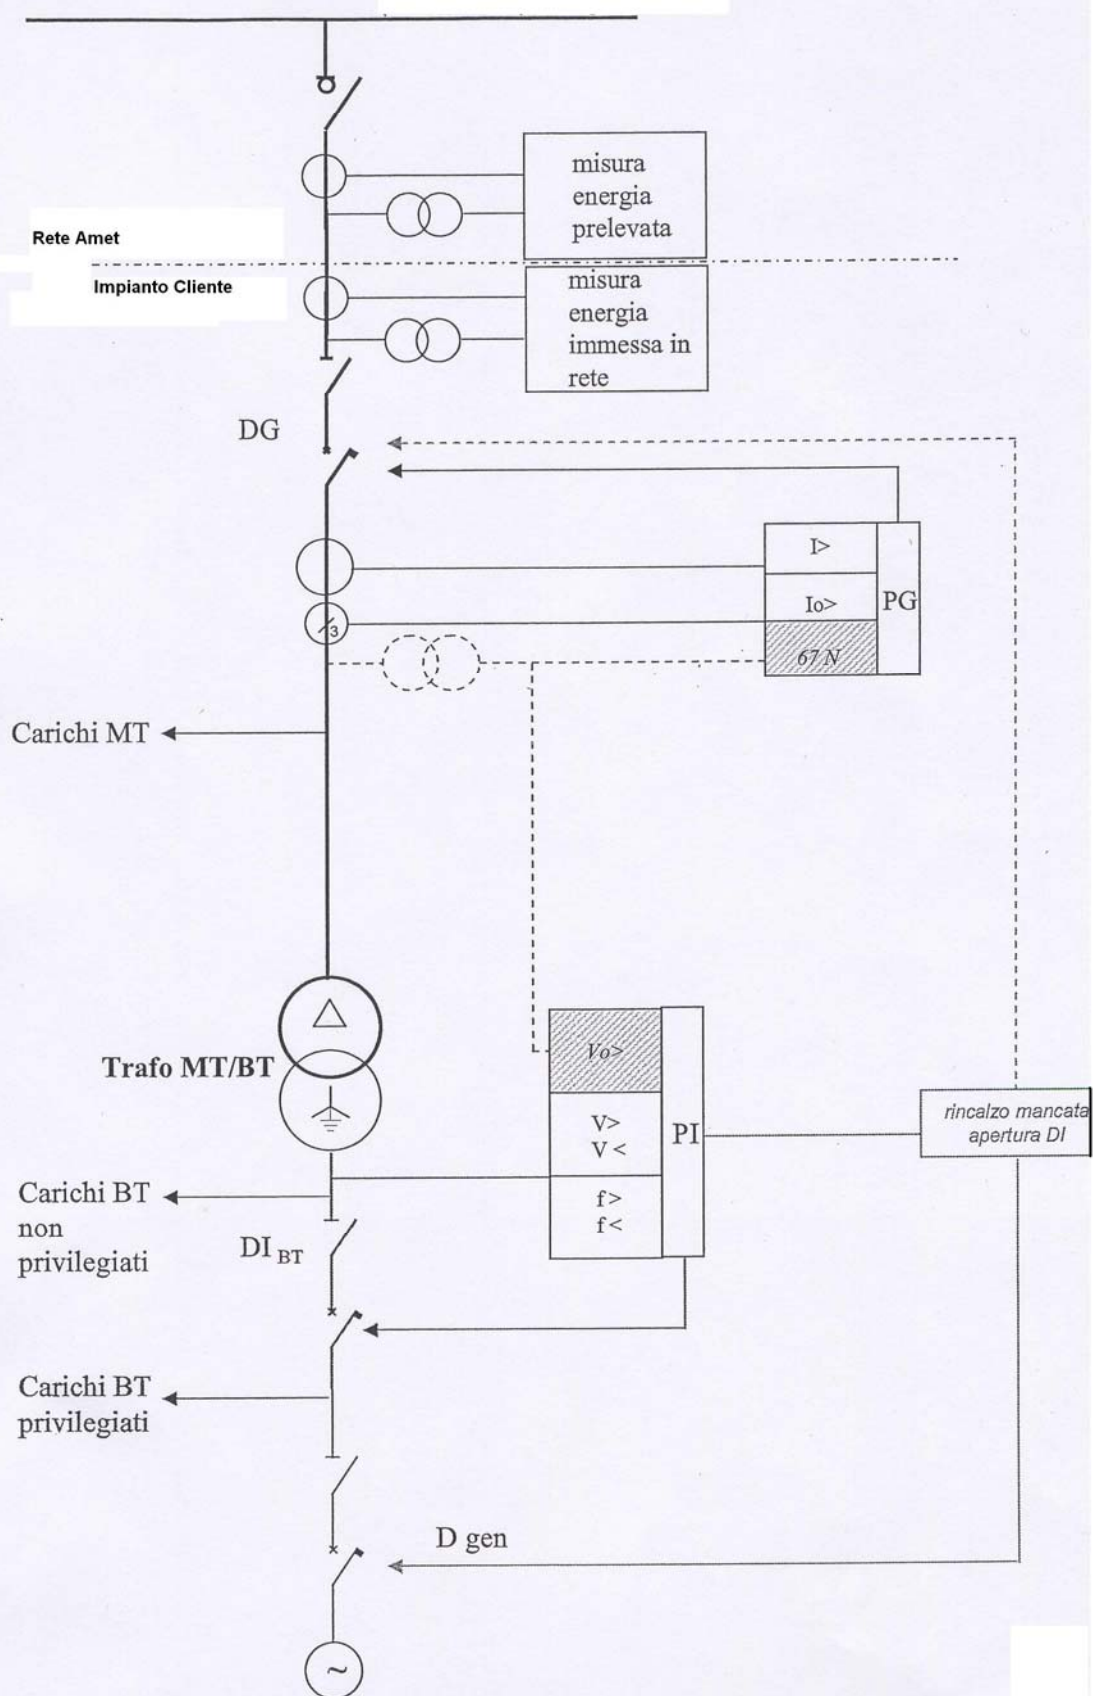 misura
energia
prelevata
Rete Amet
Impianto Cliente
misura
energia
immessa in
rete
DG
I>
Io>
PG
67 N
3
Carichi MT
Trafo MT/BT
Vo>
V>
V<
PI
f>
f<
rincalzo mancata
apertura DI
Carichi BT
non
privilegiati
DI BT
Carichi BT
privilegiati
D gen
~